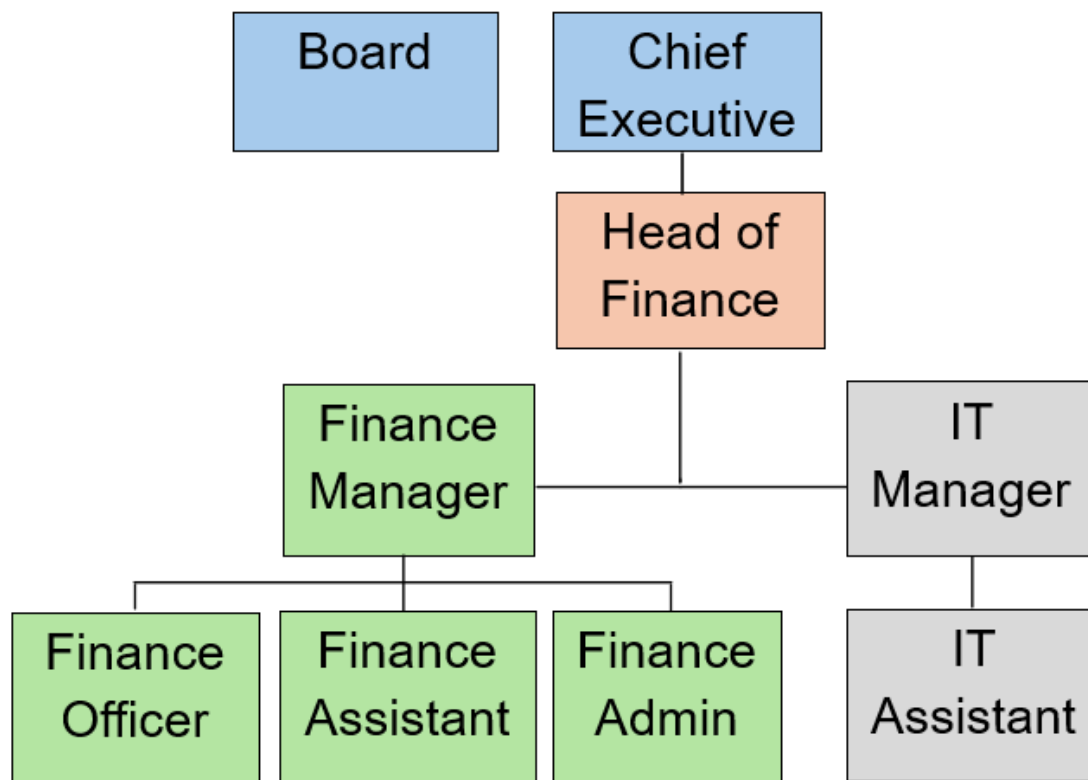 Board
Chief
Executive
Head of
Finance
Finance
Manager
IT
Manager
Finance
Officer
Finance
Assistant
Finance
Admin
IT
Assistant